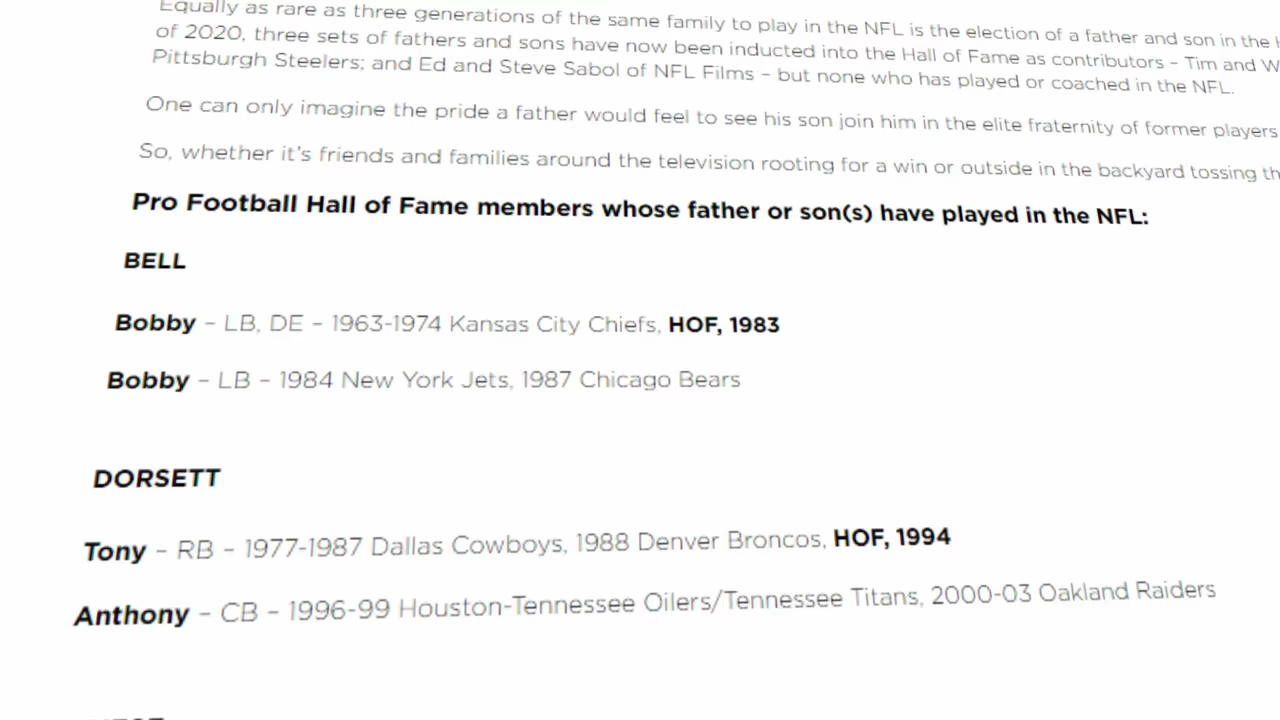 Equally as rare as three generations of the same family to play in the NFL is the election of a father and son in the
of 2020, three sets of fathers and sons have now been inducted into the Hall of Fame as contributors – Tim and W
Pittsburgh Steelers; and Ed and Steve Sabol of NFL Films – but none who has played or coached in the NFL.
One can only imagine the pride a father would feel to see his son join him in the elite fraternity of former players
So, whether it's friends and families around the television rooting for a win or outside in the backyard tossing th
Pro Football Hall of Fame members whose father or son(s) have played in the NFL:
BELL
Bobby – LB, DE – 1963-1974 Kansas City Chiefs, HOF, 1983
Bobby – LB – 1984 New York Jets, 1987 Chicago Bears
DORSETT
Tony – RB – 1977-1987 Dallas Cowboys, 1988 Denver Broncos, HOF, 1994
Anthony – CB – 1996-99 Houston-Tennessee Oilers/Tennessee Titans, 2000-03 Oakland Raiders